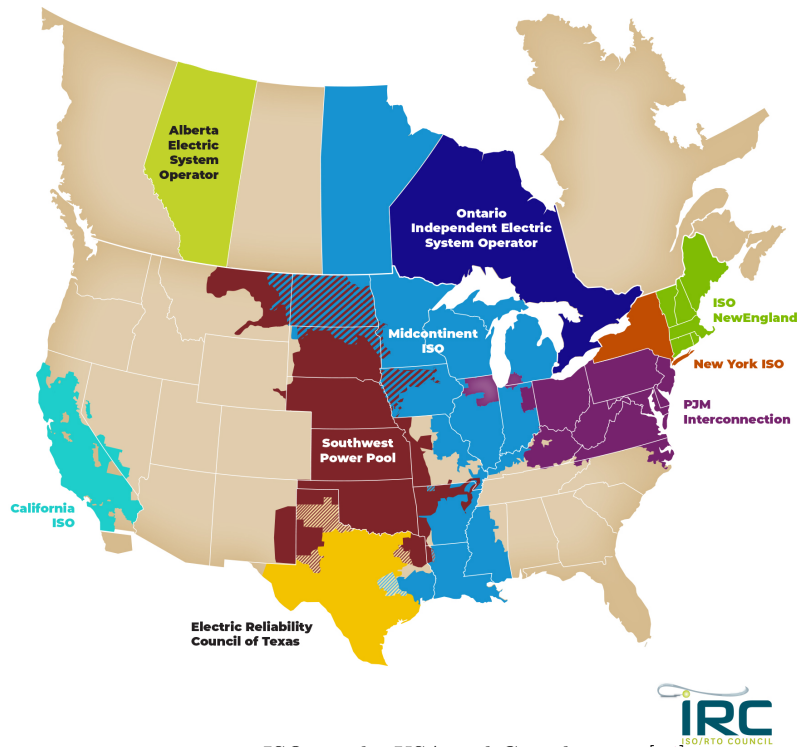 Alberta
Electric
System
Operator
Ontario
Independent Electric
System Operator
ISO
NewEngland
Midcontinent
ISO
New York ISO
PJM
Interconnection
Southwest
Power Pool
California
ISO
Electric Reliability
Council of Texas
IRC
ISO/RTO COUNCIL